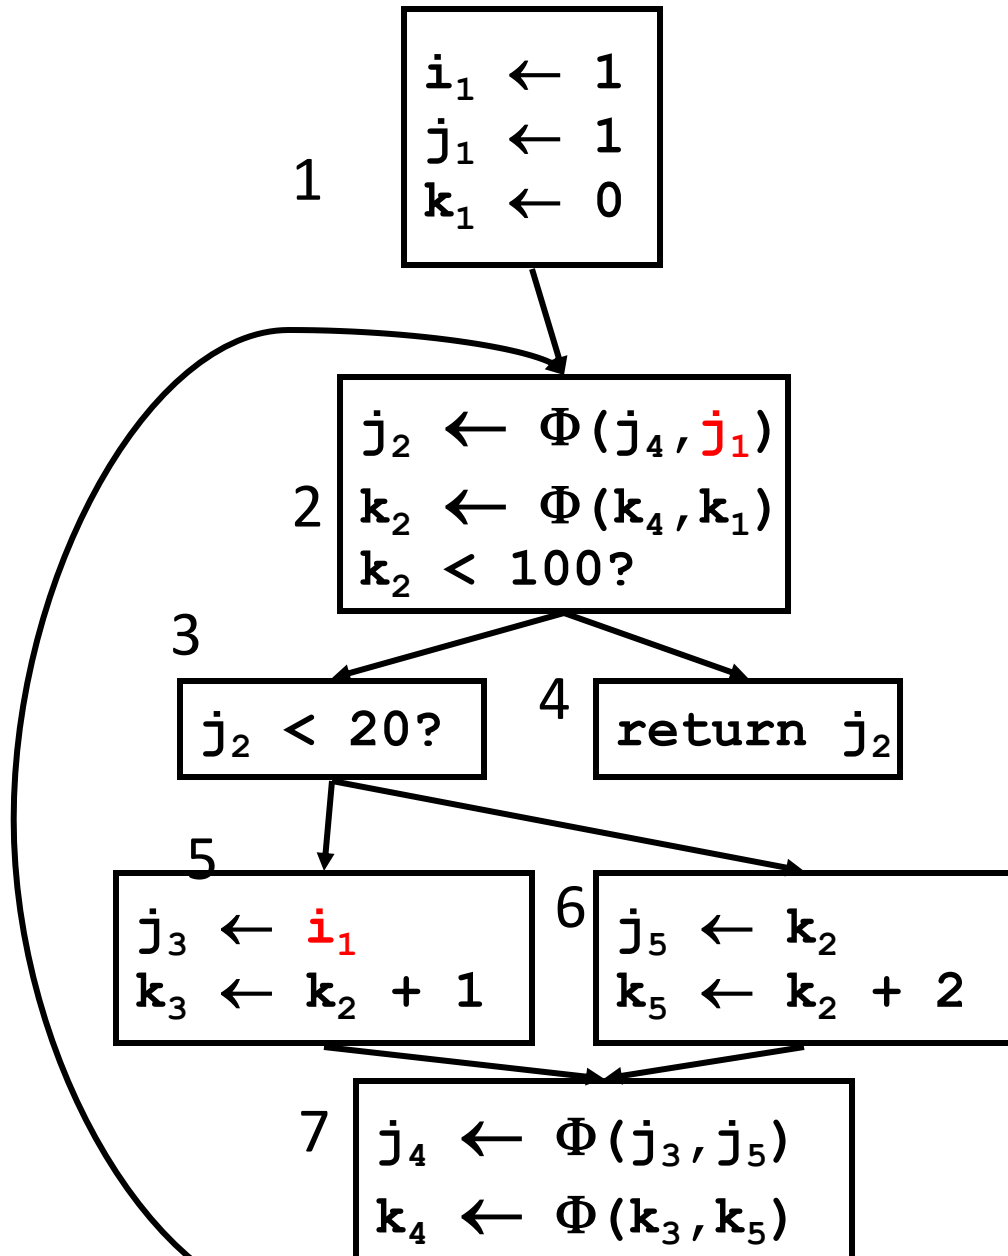 i₁ ← 1
j₁ ← 1
1
k₁ ← 0
j₂ ← Φ(j₄,j₁)
2
k₂ ← Φ(k₄,k₁)
k₂ < 100?
3
j₂ < 20?
4
return j₂
5
j₃ ← i₁
k₃ ← k₂ + 1
6
j₅ ← k₂
k₅ ← k₂ + 2
7
j₄ ← Φ(j₃,j₅)
k₄ ← Φ(k₃,k₅)